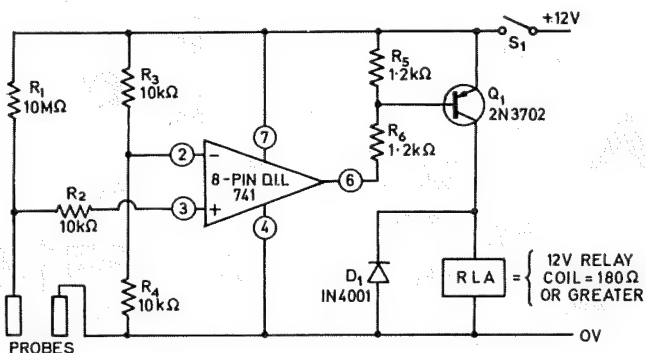 +12V
S1
R1
10MΩ
R3
10kΩ
R5
1·2kΩ
Q1
2N3702
7
R6
1·2kΩ
2
-
8-PIN D.I.L
741
6
R2
10kΩ
3
+
4
R4
10kΩ
D1
IN4001
RLA
=
12V RELAY
COIL = 180Ω
OR GREATER
PROBES
0V